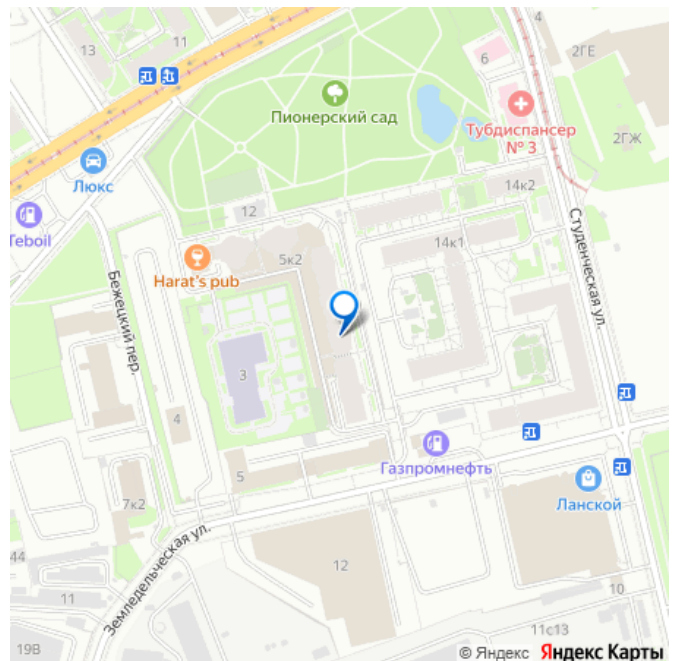 4
11
13
2ГЕ
6
Пионерский сад
Тубдиспансер
№ 3
2ГЖ
Люкс
14к2
12
Teboil
Студенческая ул.
14к1
5к2
Harat's pub
Бежецкий пер.
3
4
Газпромнефть
5
Ланской
7к2
Земледельческая ул.
44
12
10
11
11с13
19В
© Яндекс Яндекс Карты